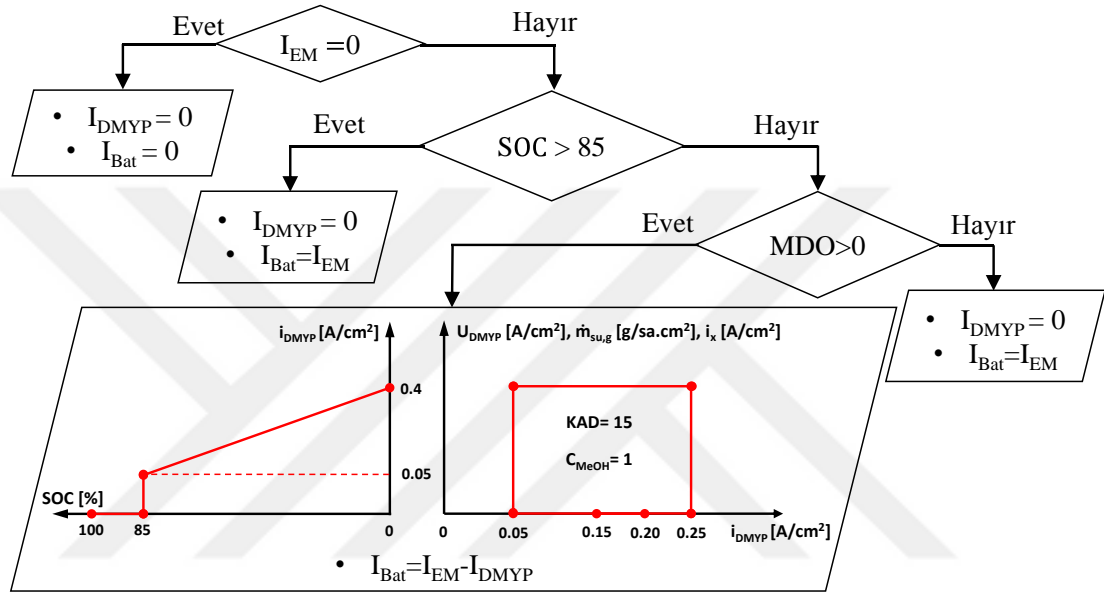 Evet
I_EM =0
Hayır
• I_DMYP = 0
• I_Bat = 0
Evet
SOC > 85
Hayır
• I_DMYP = 0
• I_Bat=I_EM
Evet
MDO>0
Hayır
• I_DMYP = 0
• I_Bat=I_EM
i_DMYP [A/cm²]
0.4
0.05
SOC [%]
100
85
0
U_DMYP [A/cm²], ṁ_su,g [g/sa.cm²], i_x [A/cm²]
KAD= 15
C_MeOH= 1
0
0.05
0.15
0.20
0.25
i_DMYP [A/cm²]
• I_Bat=I_EM-I_DMYP